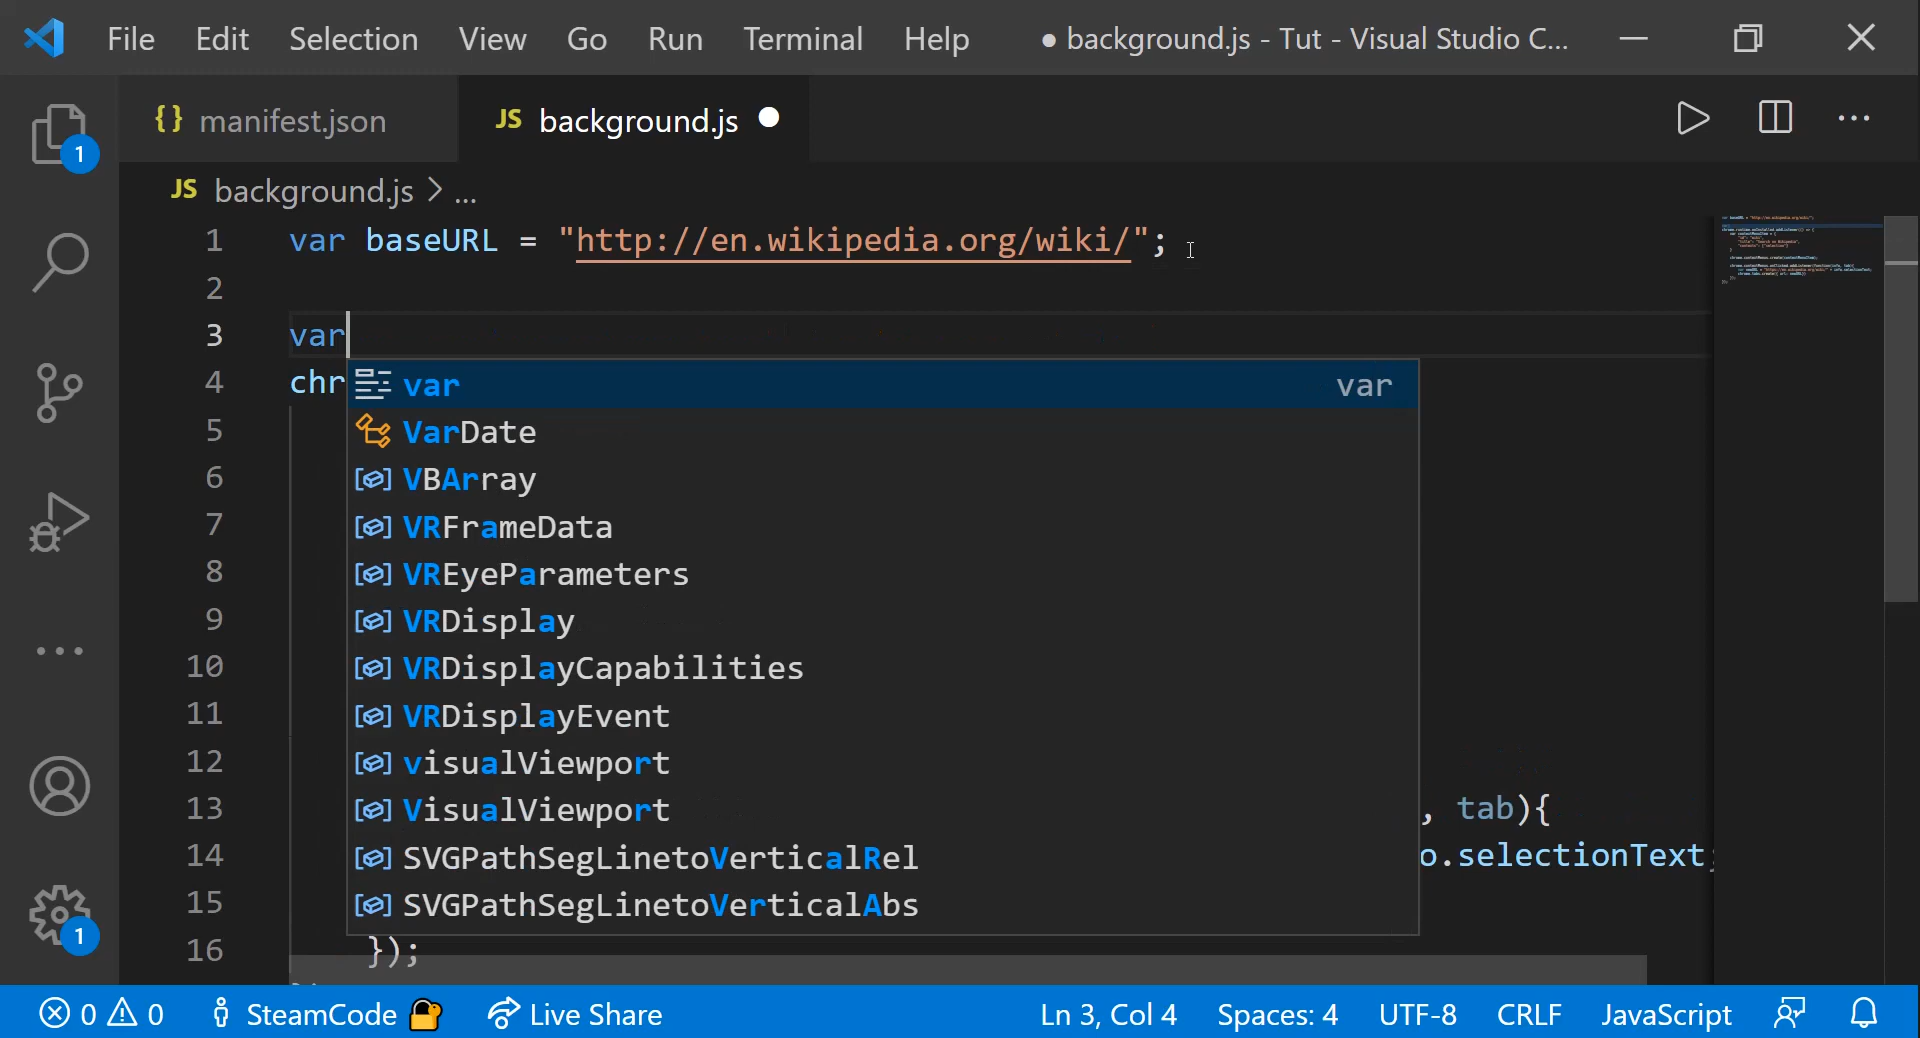 File Edit Selection View Go Run Terminal Help ● background.js - Tut - Visual Studio C...
{} manifest.json JS background.js ●
1
JS background.js > ...
1 var baseURL = "http://en.wikipedia.org/wiki/";
2
3 var
4 chr
var var
5 VarDate
6 VBArray
7 VRFrameData
8 VREyeParameters
9 VRDisplay
10 VRDisplayCapabilities
11 VRDisplayEvent
12 visualViewport
13 VisualViewport , tab){
14 SVGPathSegLinetoVerticalRel o.selectionText;
15 SVGPathSegLinetoVerticalAbs
1
16 });
0 0 SteamCode Live Share Ln 3, Col 4 Spaces: 4 UTF-8 CRLF JavaScript